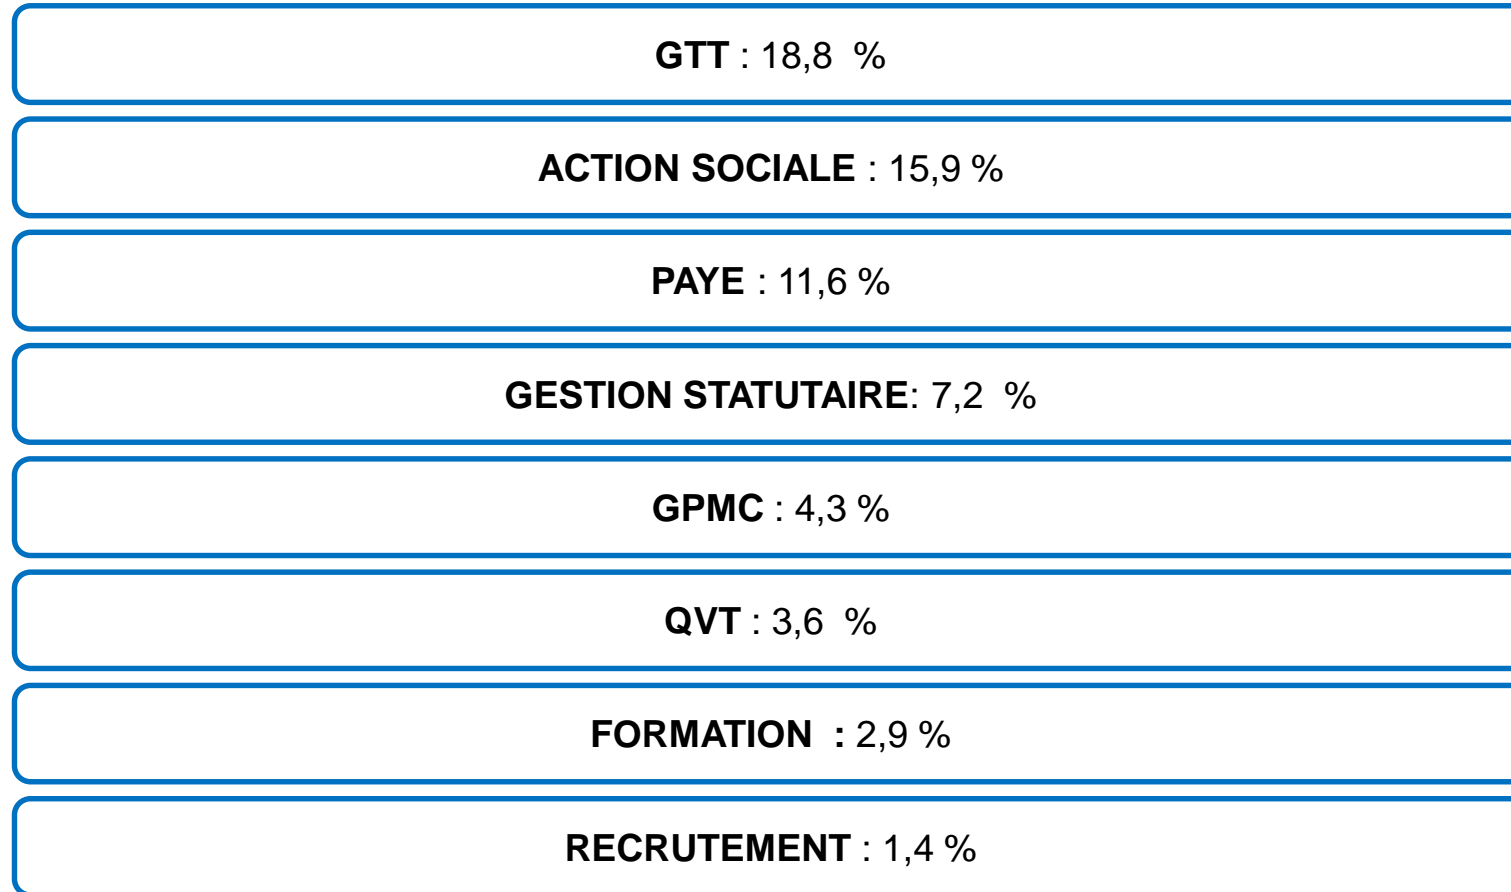 GTT : 18,8  %
ACTION SOCIALE : 15,9 %
PAYE : 11,6 %
GESTION STATUTAIRE: 7,2  %
GPMC : 4,3 %
QVT : 3,6  %
FORMATION  : 2,9 %
RECRUTEMENT : 1,4 %